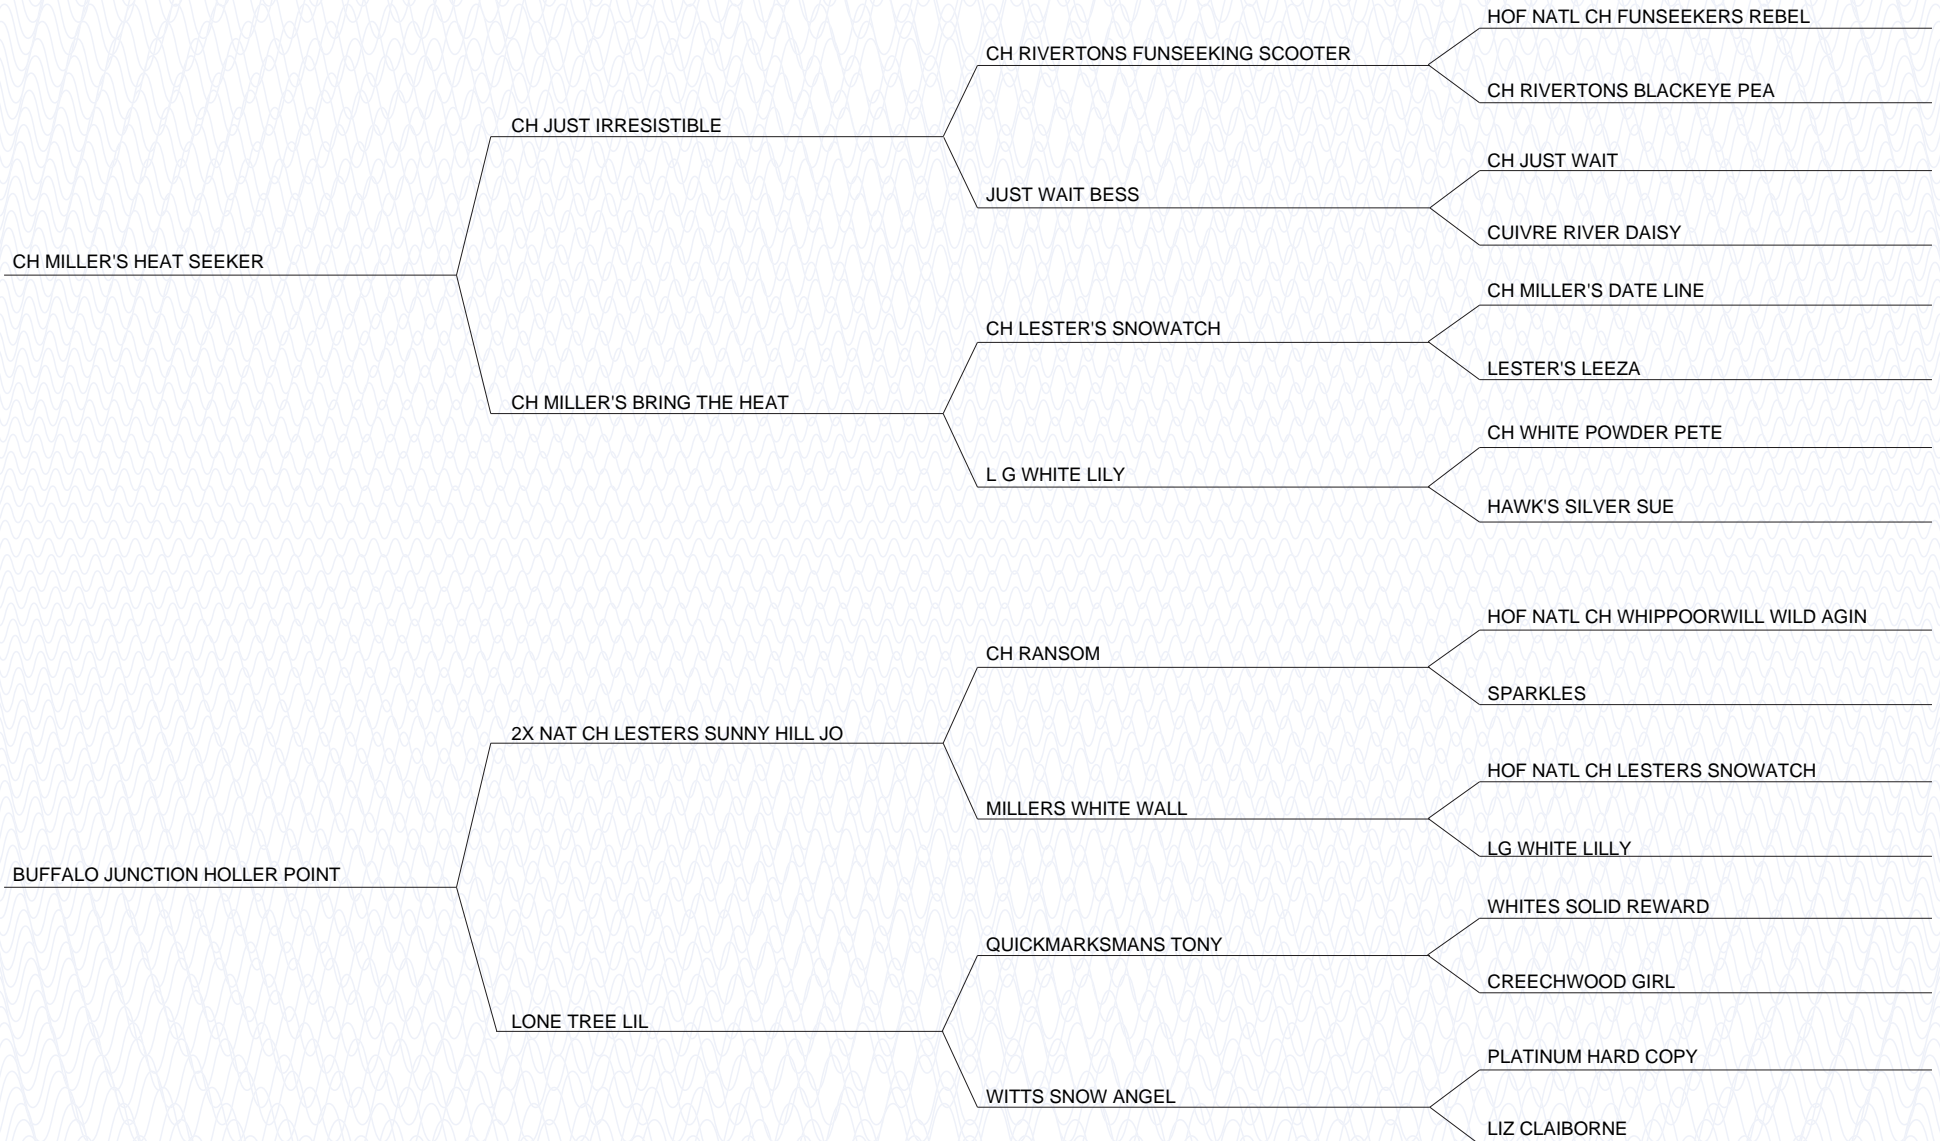 HOF NATL CH FUNSEEKERS REBEL
CH RIVERTONS FUNSEEKING SCOOTER
CH RIVERTONS BLACKEYE PEA
CH JUST IRRESISTIBLE
CH JUST WAIT
JUST WAIT BESS
CUIVRE RIVER DAISY
CH MILLER'S HEAT SEEKER
CH MILLER'S DATE LINE
CH LESTER'S SNOWATCH
LESTER'S LEEZA
CH MILLER'S BRING THE HEAT
CH WHITE POWDER PETE
L G WHITE LILY
HAWK'S SILVER SUE
HOF NATL CH WHIPPOORWILL WILD AGIN
CH RANSOM
SPARKLES
2X NAT CH LESTERS SUNNY HILL JO
HOF NATL CH LESTERS SNOWATCH
MILLERS WHITE WALL
LG WHITE LILLY
BUFFALO JUNCTION HOLLER POINT
WHITES SOLID REWARD
QUICKMARKSMANS TONY
CREECHWOOD GIRL
LONE TREE LIL
PLATINUM HARD COPY
WITTS SNOW ANGEL
LIZ CLAIBORNE